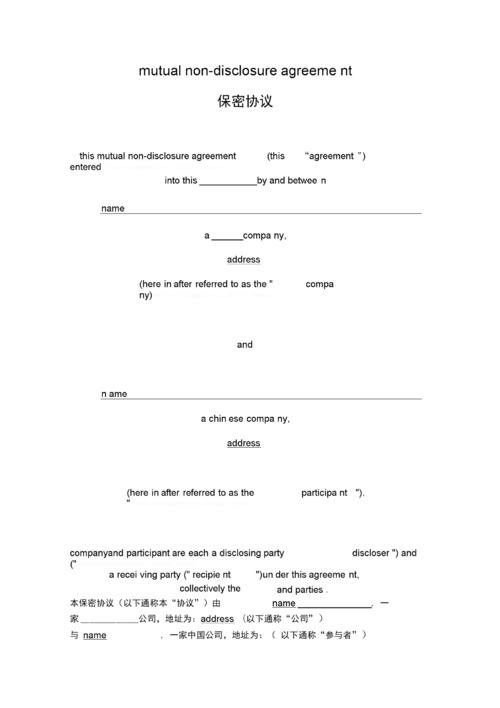 mutual non-disclosure agreeme nt
保密协议
this mutual non-disclosure agreement (this “agreement ”)
entered
into this ____________by and betwee n
name
a ______compa ny,
address
(here in after referred to as the " compa
ny)
and
n ame
a chin ese compa ny,
address
(here in after referred to as the participa nt ").
"
companyand participant are each a disclosing party discloser ") and
("
a recei ving party (" recipie nt ")un der this agreeme nt,
collectively the and parties .
本保密协议（以下通称本“协议”）由 name ________________, 一
家 ____________公司，地址为：address （以下通称“公司”）
与 name . 一家中国公司，地址为：（ 以下通称“参与者”）